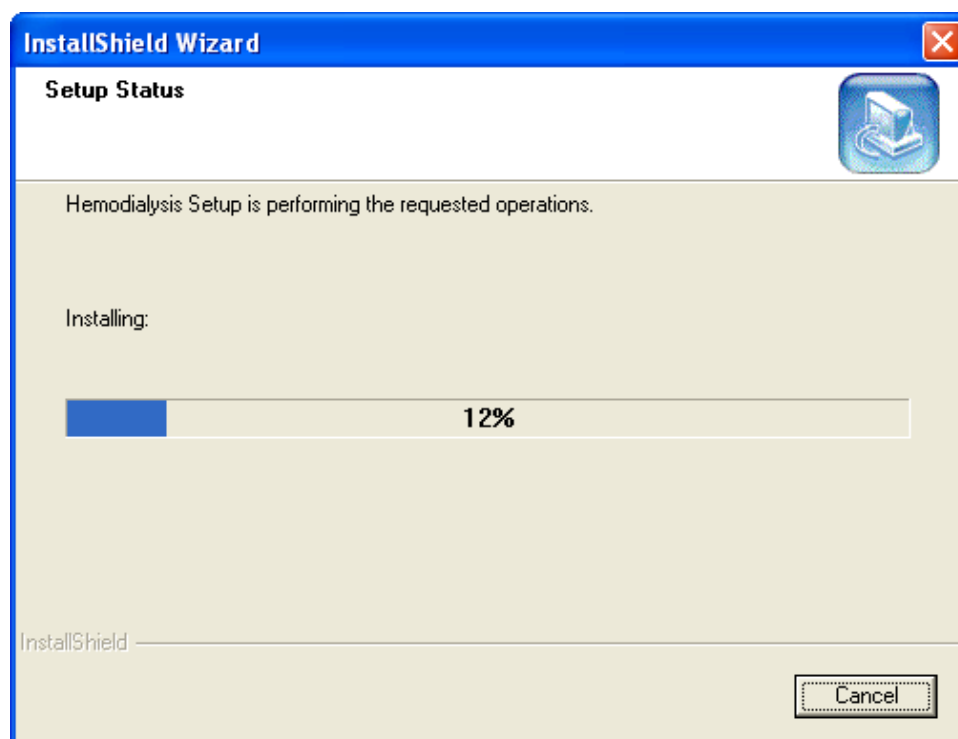 InstallShield Wizard
Setup Status
Hemodialysis Setup is performing the requested operations.
Installing:
12%
InstallShield
Cancel